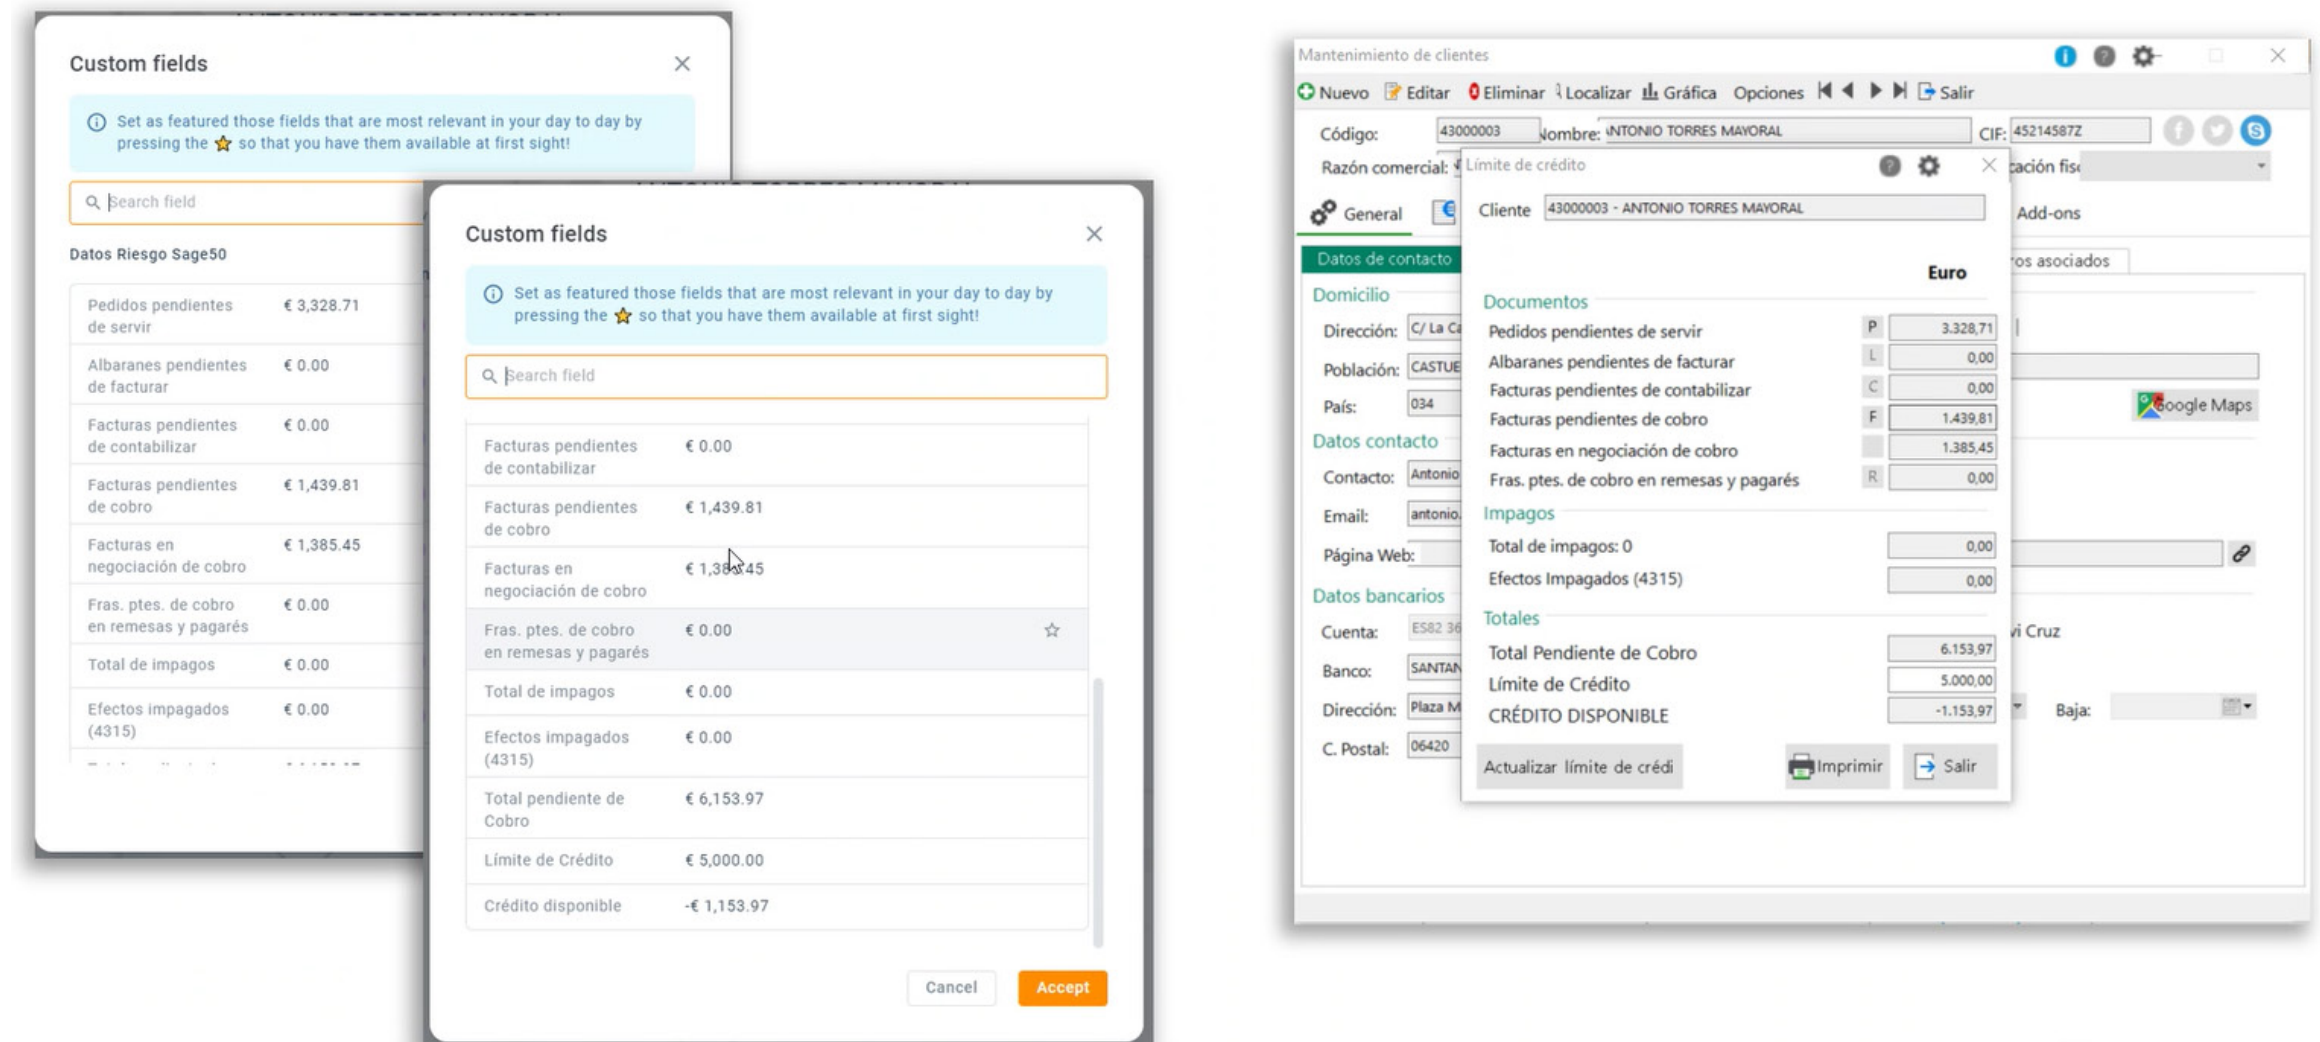 Custom fields
Set as featured those fields that are most relevant in your day to day by
pressing the so that you have them available at first sight!
Search field
Datos Riesgo Sage50
Pedidos pendientes € 3,328.71
de servir
Albaranes pendientes € 0.00
de facturar
Facturas pendientes € 0.00
de contabilizar
Facturas pendientes € 1,439.81
de cobro
Facturas en € 1,385.45
negociación de cobro
Fras. ptes. de cobro € 0.00
en remesas y pagarés
Total de impagos € 0.00
Efectos impagados € 0.00
(4315)
Custom fields
Set as featured those fields that are most relevant in your day to day by
pressing the so that you have them available at first sight!
Search field
Facturas pendientes € 0.00
de contabilizar
Facturas pendientes € 1,439.81
de cobro
Facturas en € 1,385.45
negociación de cobro
Fras. ptes. de cobro € 0.00
en remesas y pagarés
Total de impagos € 0.00
Efectos impagados € 0.00
(4315)
Total pendiente de € 6,153.97
Cobro
Límite de Crédito € 5,000.00
Crédito disponible -€ 1,153.97
Cancel Accept
Mantenimiento de clientes
Nuevo Editar Eliminar Localizar Gráfica Opciones Salir
Código: 43000003 Nombre: ANTONIO TORRES MAYORAL CIF: 45214587Z
Razón comercial: cación fisc
General Add-ons
Datos de contacto os asociados
Domicilio
Dirección: C/ La Ca
Población: CASTUE
País: 034 Google Maps
Datos contacto
Contacto: Antonio
Email: antonio.
Página Web:
Datos bancarios
Cuenta: ES82 36 vi Cruz
Banco: SANTAN
Dirección: Plaza M Baja:
C. Postal: 06420
Límite de crédito
Cliente 43000003 - ANTONIO TORRES MAYORAL
Euro
Documentos
Pedidos pendientes de servir P 3.328,71
Albaranes pendientes de facturar L 0,00
Facturas pendientes de contabilizar C 0,00
Facturas pendientes de cobro F 1.439,81
Facturas en negociación de cobro 1.385,45
Fras. ptes. de cobro en remesas y pagarés R 0,00
Impagos
Total de impagos: 0 0,00
Efectos Impagados (4315) 0,00
Totales
Total Pendiente de Cobro 6.153,97
Límite de Crédito 5.000,00
CRÉDITO DISPONIBLE -1.153,97
Actualizar límite de crédi Imprimir Salir